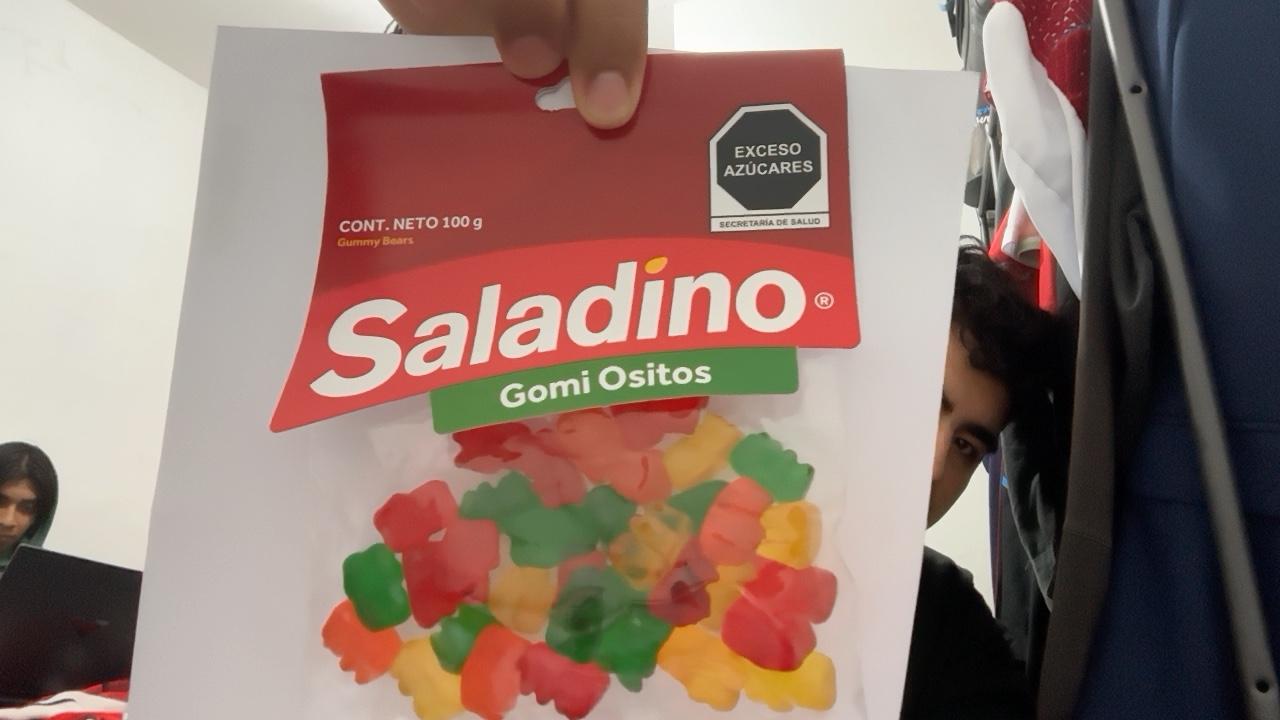 EXCESO
AZÚCARES
SECRETARÍA DE SALUD
CONT. NETO 100 g
Gummy Bears
Saladino®
Gomi Ositos